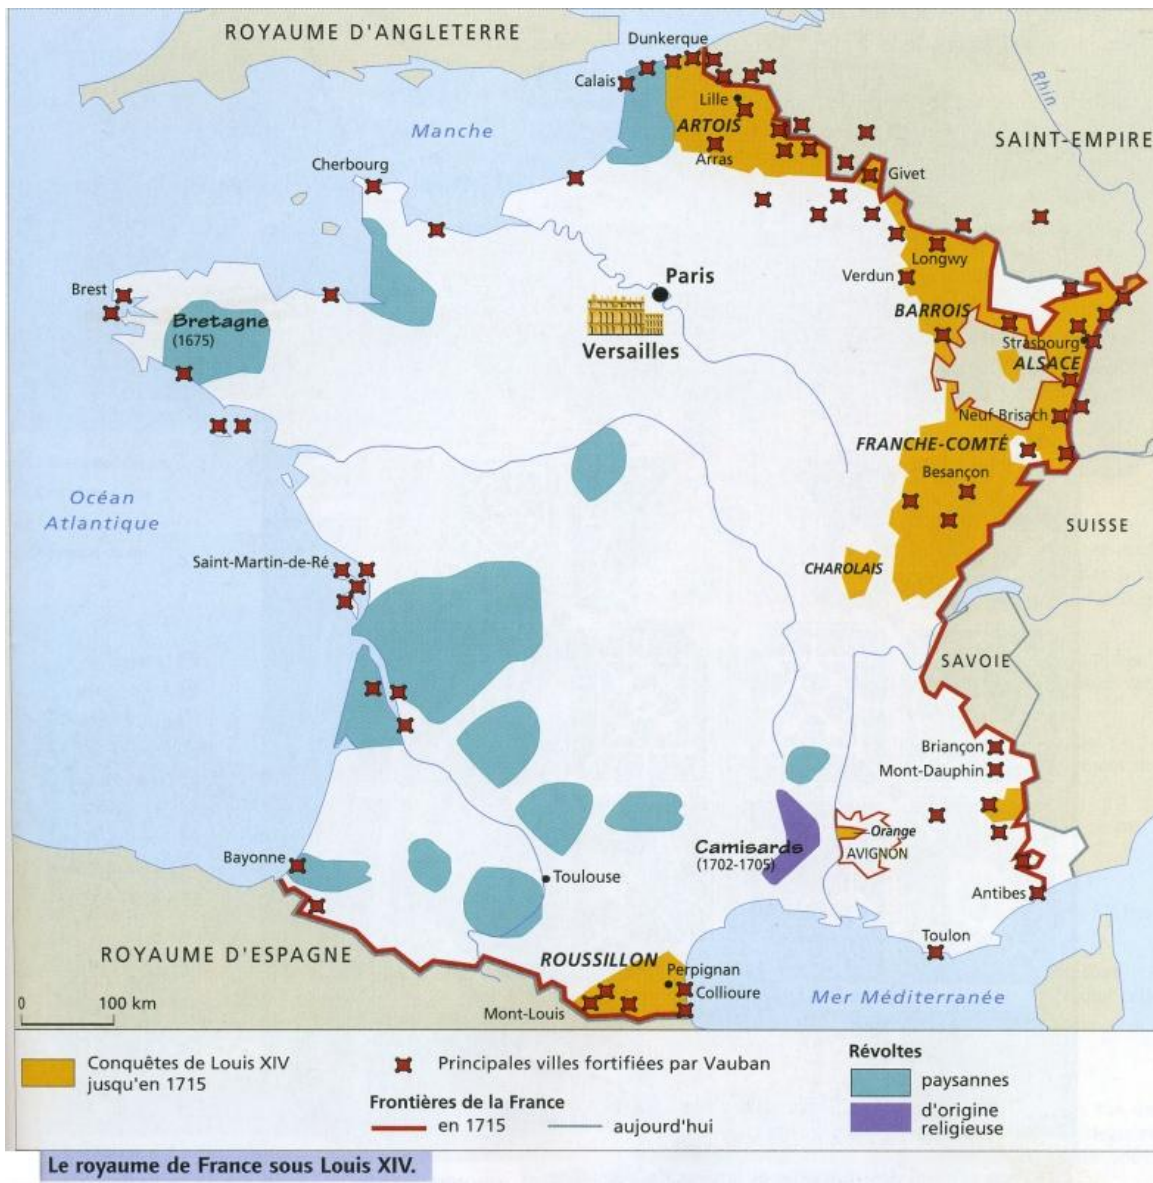 ROYAUME D'ANGLETERRE
Dunkerque
Calais
Rhin
Lille
Manche
ARTOIS
SAINT-EMPIRE
Arras
Cherbourg
Givet
Longwy
Paris
Verdun
Brest
Bretagne
(1675)
BARROIS
Strasbourg
Versailles
ALSACE
Neuf-Brisach
FRANCHE-COMTÉ
Besançon
Océan
Atlantique
SUISSE
Saint-Martin-de-Ré
CHAROLAIS
SAVOIE
Briançon
Mont-Dauphin
Orange
Camisards
(1702-1705)
AVIGNON
Bayonne
Toulouse
Antibes
Toulon
ROYAUME D'ESPAGNE
ROUSSILLON
Perpignan
Collioure
Mer Méditerranée
0 100 km
Mont-Louis
Conquêtes de Louis XIV
jusqu'en 1715
Principales villes fortifiées par Vauban
Frontières de la France
en 1715
aujourd'hui
Révoltes
paysannes
d'origine
religieuse
Le royaume de France sous Louis XIV.